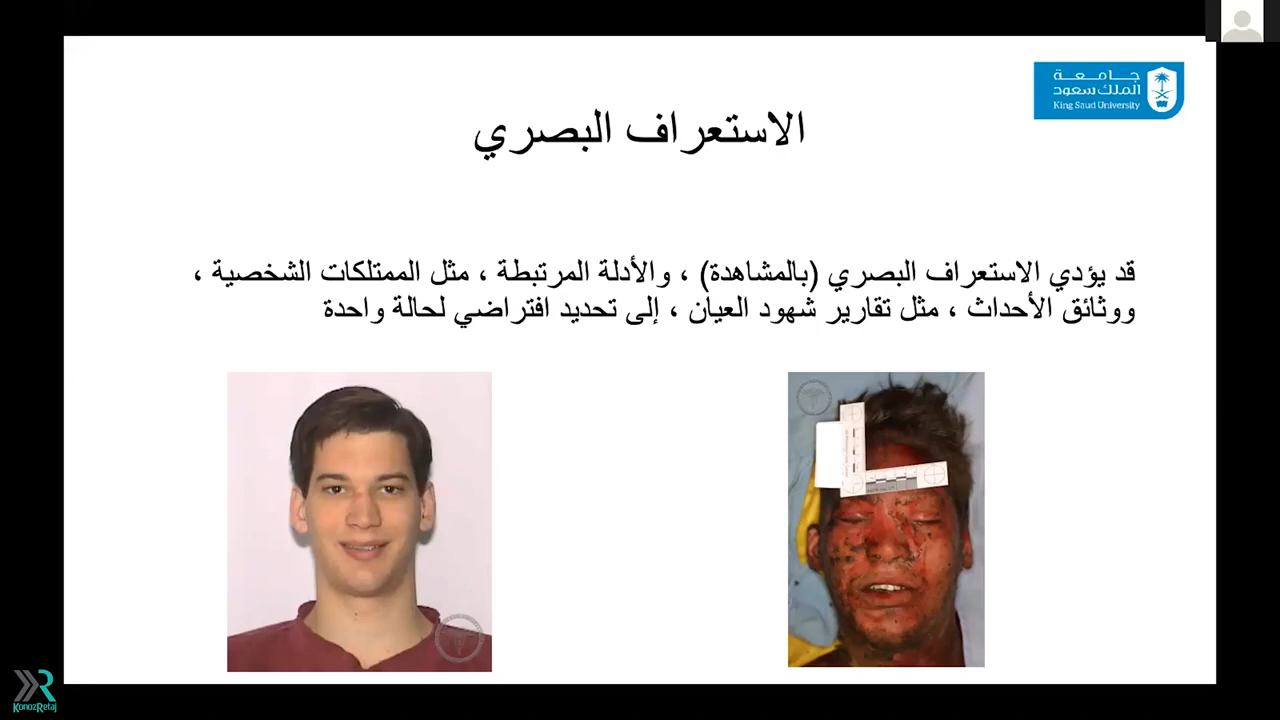 جامعة
الملك سعود
King Saud University
الاستعراف البصري
قد يؤدي الاستعراف البصري (بالمشاهدة) ، والأدلة المرتبطة ، مثل الممتلكات الشخصية ،
ووثائق الأحداث ، مثل تقارير شهود العيان ، إلى تحديد افتراضي لحالة واحدة
KonozRetaj